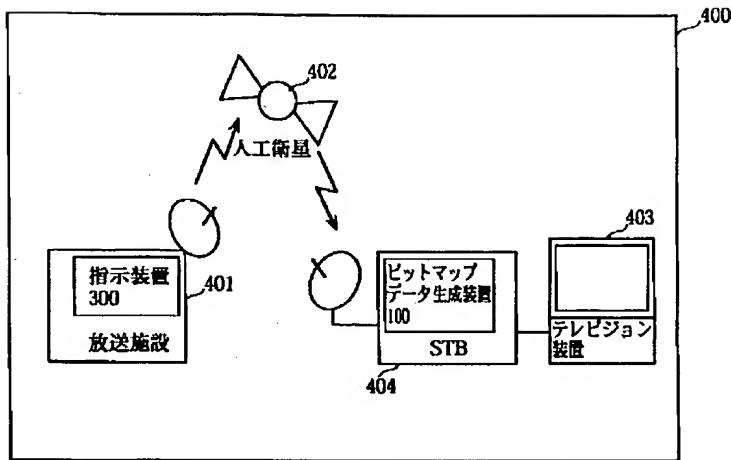 400
402
人工衛星
指示装置
300
放送施設
401
ビットマップ
データ生成装置
100
STB
404
403
テレビジョン
装置